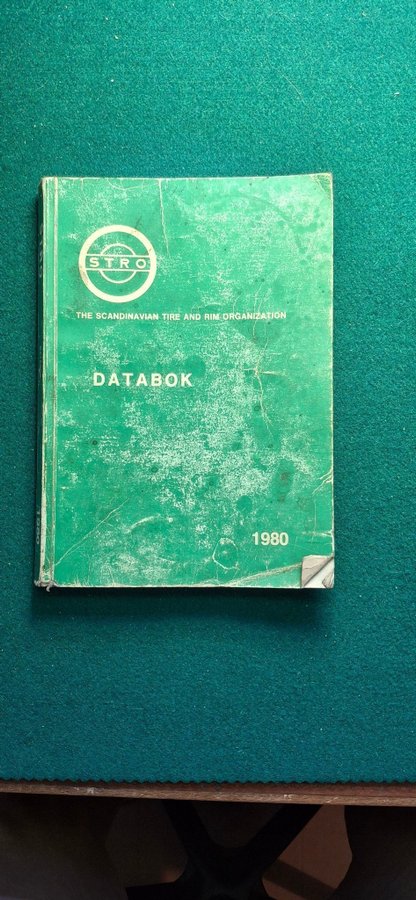 STRO
THE SCANDINAVIAN TIRE AND RIM ORGANIZATION
DATABOK
1980